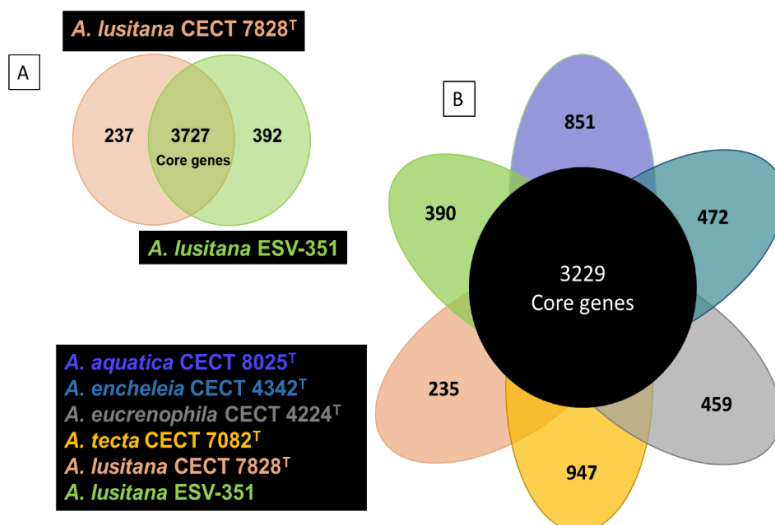 A. lusitana CECT 7828ᵀ
A
237
3727
Core genes
392
A. lusitana ESV-351
B
851
390
472
3229
Core genes
235
459
947
A. aquatica CECT 8025ᵀ
A. encheleia CECT 4342ᵀ
A. eucrenophila CECT 4224ᵀ
A. tecta CECT 7082ᵀ
A. lusitana CECT 7828ᵀ
A. lusitana ESV-351